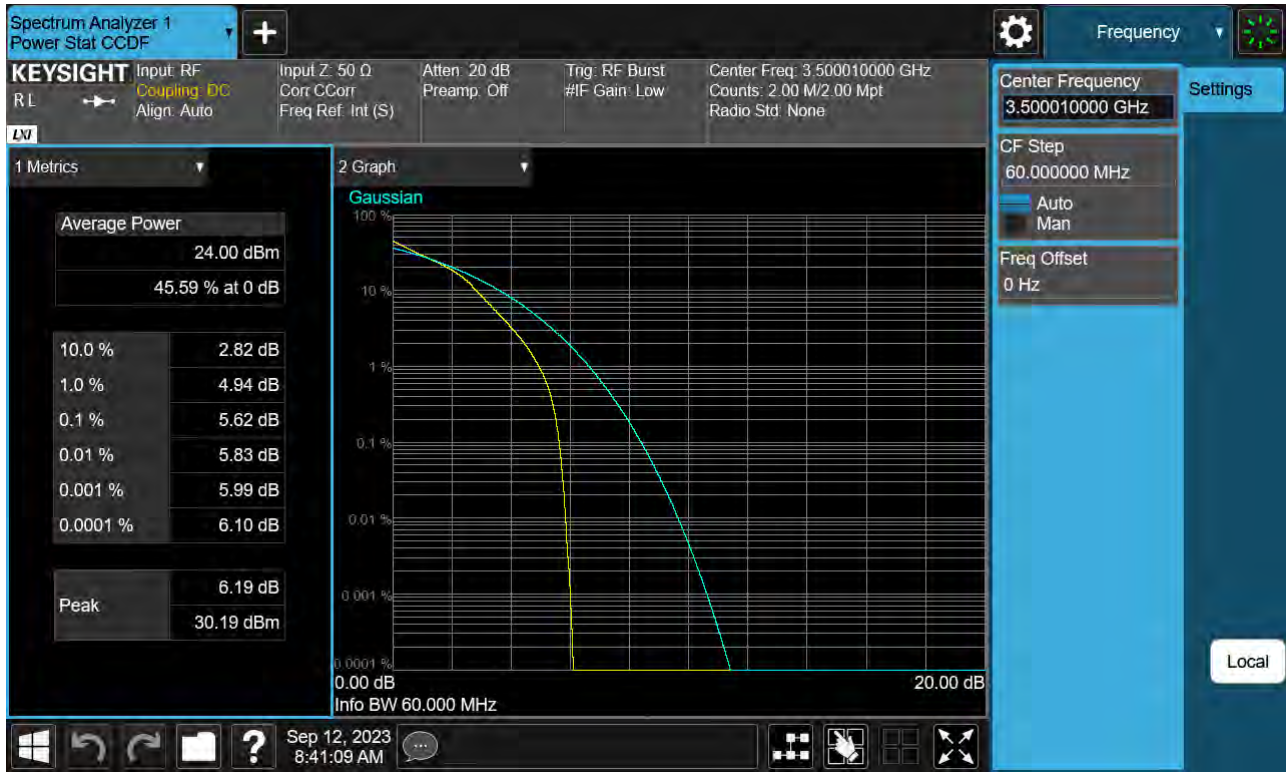 Spectrum Analyzer 1
Power Stat CCDF
+
Frequency
KEYSIGHT
RL
LXI
Input: RF
Coupling: DC
Align: Auto
Input Z: 50 Ω
Corr CCorr
Freq Ref: Int (S)
Atten: 20 dB
Preamp: Off
Trig: RF Burst
#IF Gain: Low
Center Freq: 3.500010000 GHz
Counts: 2.00 M/2.00 Mpt
Radio Std: None
Center Frequency
3.500010000 GHz
Settings
CF Step
60.000000 MHz
Auto
Man
Freq Offset
0 Hz
Local
1 Metrics
Average Power
24.00 dBm
45.59 % at 0 dB
10.0 % 2.82 dB
1.0 % 4.94 dB
0.1 % 5.62 dB
0.01 % 5.83 dB
0.001 % 5.99 dB
0.0001 % 6.10 dB
Peak
6.19 dB
30.19 dBm
2 Graph
Gaussian
100 %
10 %
1 %
0.1 %
0.01 %
0.001 %
0.0001 %
0.00 dB 20.00 dB
Info BW 60.000 MHz
?
Sep 12, 2023
8:41:09 AM